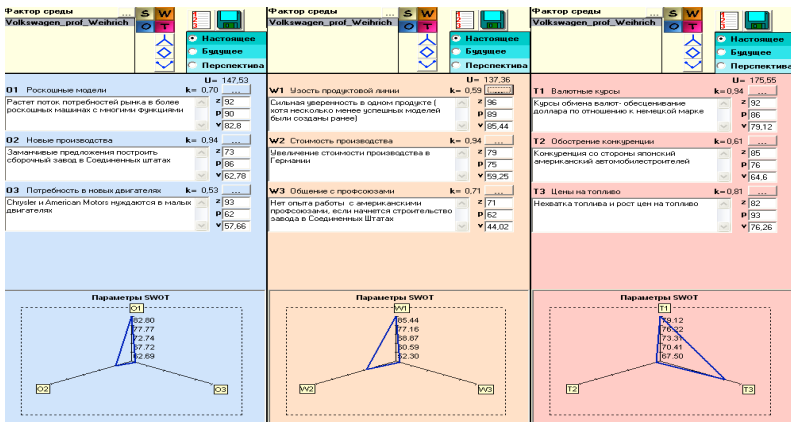 Фактор среды ...
Volkswagen_prof_Weihrich
S W
O T
Настоящее
Будущее
Перспектива
U= 147,53
O1 Роскошные модели k= 0,70 ...
Растет поток потребностей рынка в более
роскошных машинах с многими функциями
z 92
p 90
v 82,8
O2 Новые производства k= 0,94 ...
Заманчивые предложения построить
сборочный завод в Соединенных штатах
z 73
p 86
v 62,78
O3 Потребность в новых двигателях k= 0,53 ...
Chrysler и American Motors нуждаются в малых
двигателях
z 93
p 62
v 57,66
Параметры SWOT
O1
82.80
77.77
72.74
67.72
62.69
O2
O3
Фактор среды ...
Volkswagen_prof_Weihrich
S W
O T
Настоящее
Будущее
Перспектива
U= 137,36
W1 Узость продуктовой линии k= 0,59 ...
Сильная уверенность в одном продукте (
хотя несколько менее успешных моделей
были созданы ранее)
z 96
p 89
v 85,44
W2 Стоимость производства k= 0,94 ...
Увеличение стоимости производства в
Германии
z 79
p 75
v 59,25
W3 Общение с профсоюзами k= 0,71 ...
Нет опыта работы с американскими
профсоюзами, если начнется строительство
завода в Соединенных Штатах
z 71
p 62
v 44,02
Параметры SWOT
W1
85.44
77.16
68.87
60.59
52.30
W2
W3
Фактор среды ...
Volkswagen_prof_Weihrich
S W
O T
Настоящее
Будущее
Перспектива
U= 175,55
T1 Валютные курсы k= 0,94 ...
Курсы обмена валют- обесценивание
доллара по отношению к немецкой марке
z 92
p 86
v 79,12
T2 Обострение конкуренции k= 0,61 ...
Конкуренция со стороны японский
американский автомобилестроителей
z 85
p 76
v 64,6
T3 Цены на топливо k= 0,81 ...
Нехватка топлива и рост цен на топливо
z 82
p 93
v 76,26
Параметры SWOT
T1
79.12
76.22
73.31
70.41
67.50
T2
T3